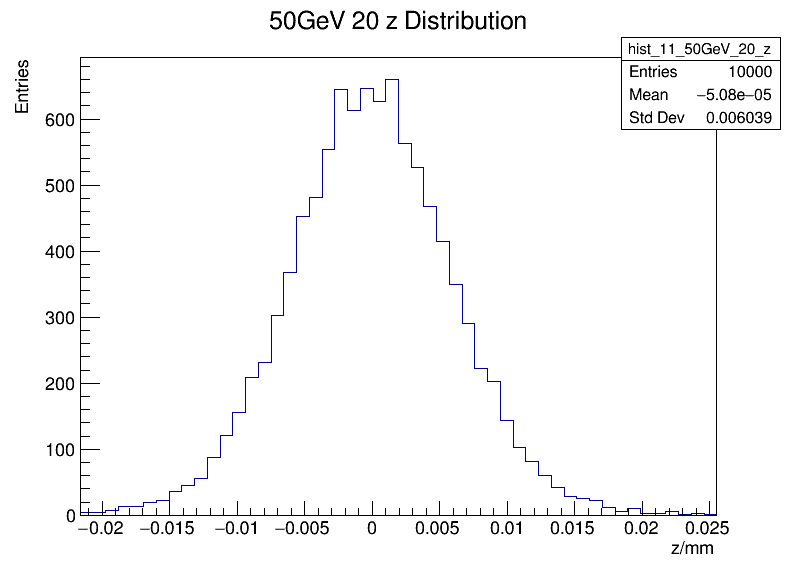 50GeV 20 z Distribution
hist_11_50GeV_20_z
Entries 10000
Mean −5.08e−05
Std Dev 0.006039
Entries
600
500
400
300
200
100
0
−0.02 −0.015 −0.01 −0.005 0 0.005 0.01 0.015 0.02 0.025
z/mm